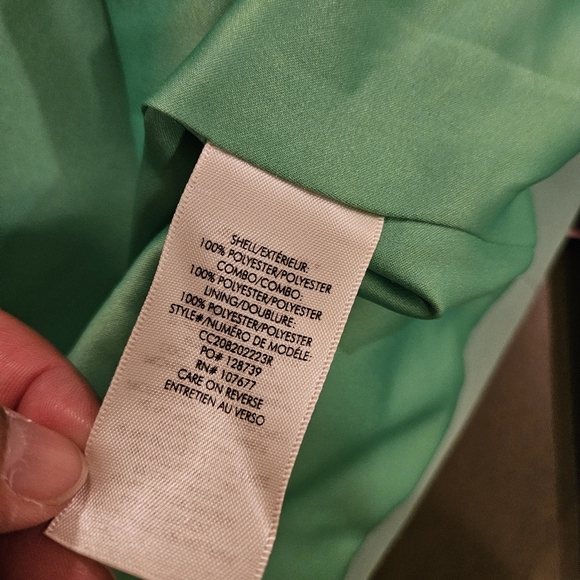 SHELL/EXTÉRIEUR:
100% POLYESTER/POLYESTER
COMBO/COMBO:
100% POLYESTER/POLYESTER
LINING/DOUBLURE:
100% POLYESTER/POLYESTER
STYLE#/NUMÉRO DE MODÈLE:
CC208202223R
PO# 128739
RN# 107677
CARE ON REVERSE
ENTRETIEN AU VERSO